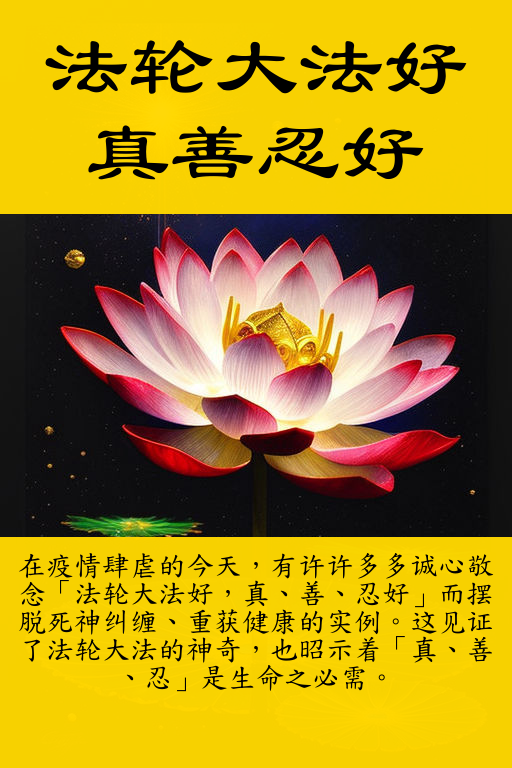 法轮大法好
真善忍好
在疫情肆虐的今天，有许许多多诚心敬
念「法轮大法好，真、善、忍好」而摆
脱死神纠缠、重获健康的实例。这见证
了法轮大法的神奇，也昭示着「真、善
、忍」是生命之必需。